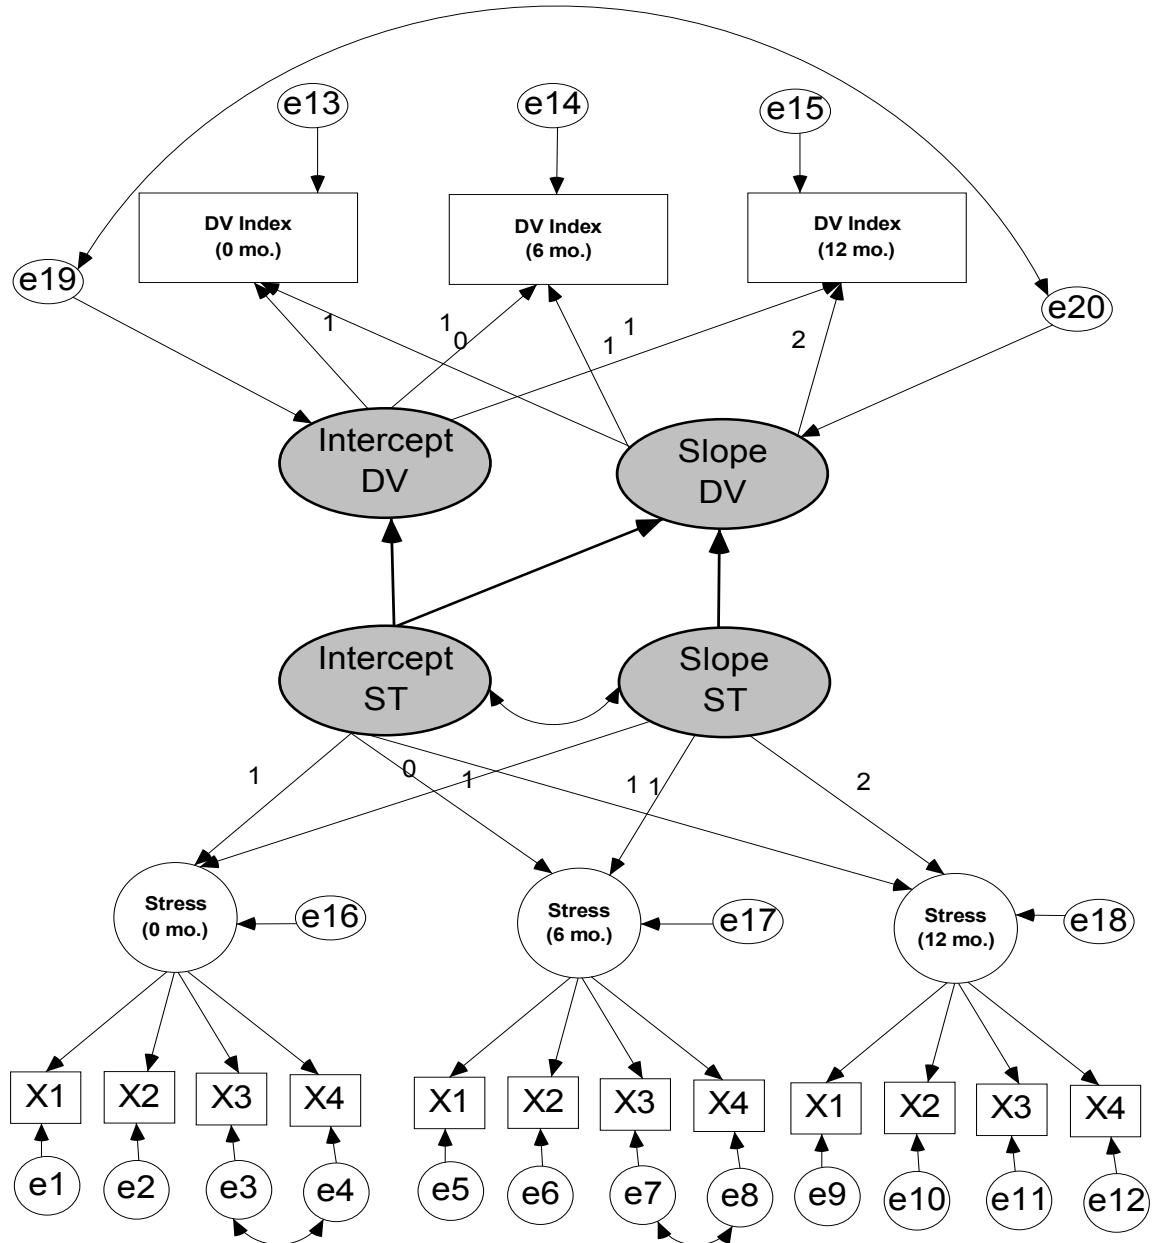 e13
e14
e15
DV Index
(0 mo.)
DV Index
(6 mo.)
DV Index
(12 mo.)
e19
e20
1
1
0
1
1
2
Intercept
DV
Slope
DV
Intercept
ST
Slope
ST
1
0
1
1
1
2
Stress
(0 mo.)
e16
Stress
(6 mo.)
e17
Stress
(12 mo.)
e18
X1
X2
X3
X4
X1
X2
X3
X4
X1
X2
X3
X4
e1
e2
e3
e4
e5
e6
e7
e8
e9
e10
e11
e12